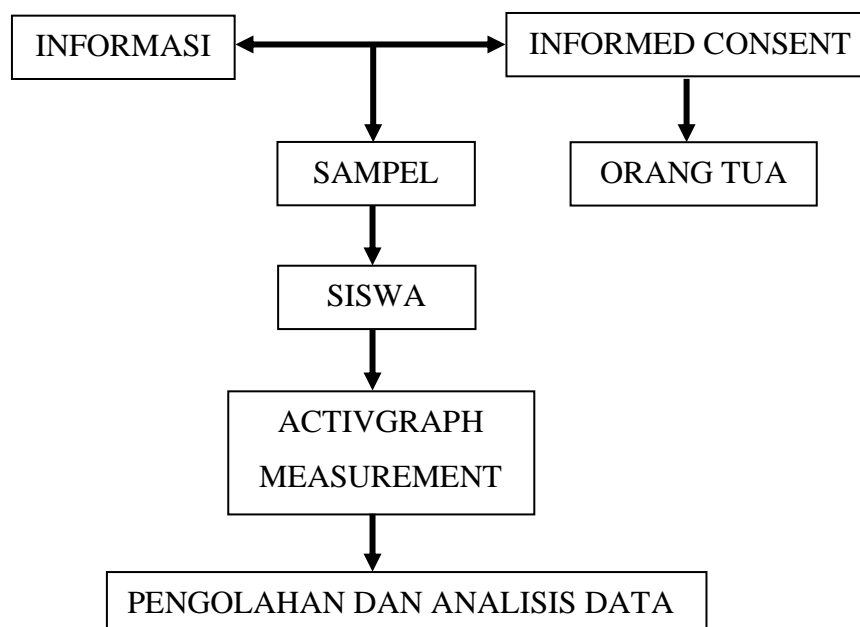 INFORMASI
INFORMED CONSENT
SAMPEL
ORANG TUA
SISWA
ACTIVGRAPH
MEASUREMENT
PENGOLAHAN DAN ANALISIS DATA